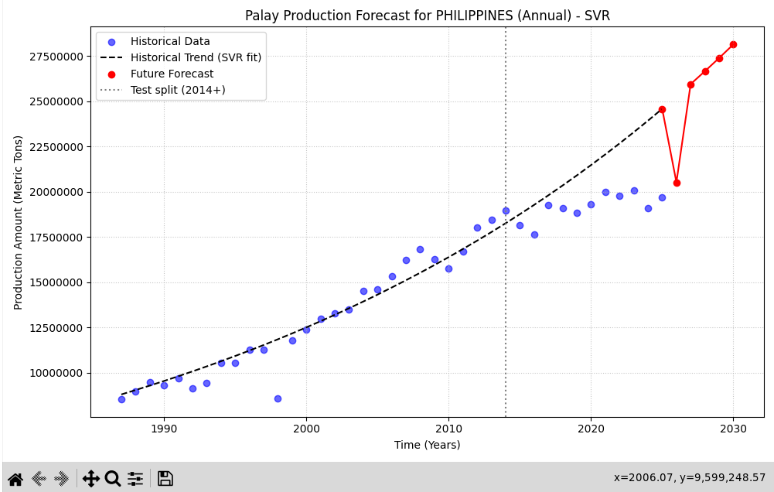 Palay Production Forecast for PHILIPPINES (Annual) - SVR
Historical Data
Historical Trend (SVR fit)
Future Forecast
Test split (2014+)
Production Amount (Metric Tons)
27500000
25000000
22500000
20000000
17500000
15000000
12500000
10000000
1990 2000 2010 2020 2030
Time (Years)
x=2006.07, y=9,599,248.57